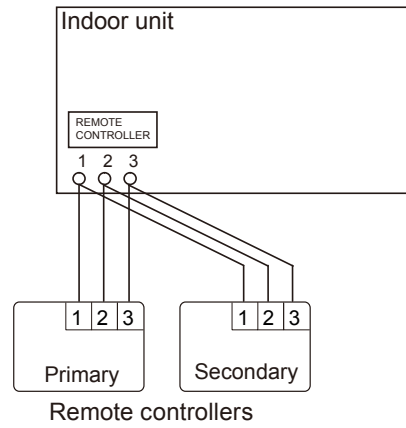 Indoor unit
REMOTE
CONTROLLER
1 2 3
1 2 3
1 2 3
Primary
Secondary
Remote controllers